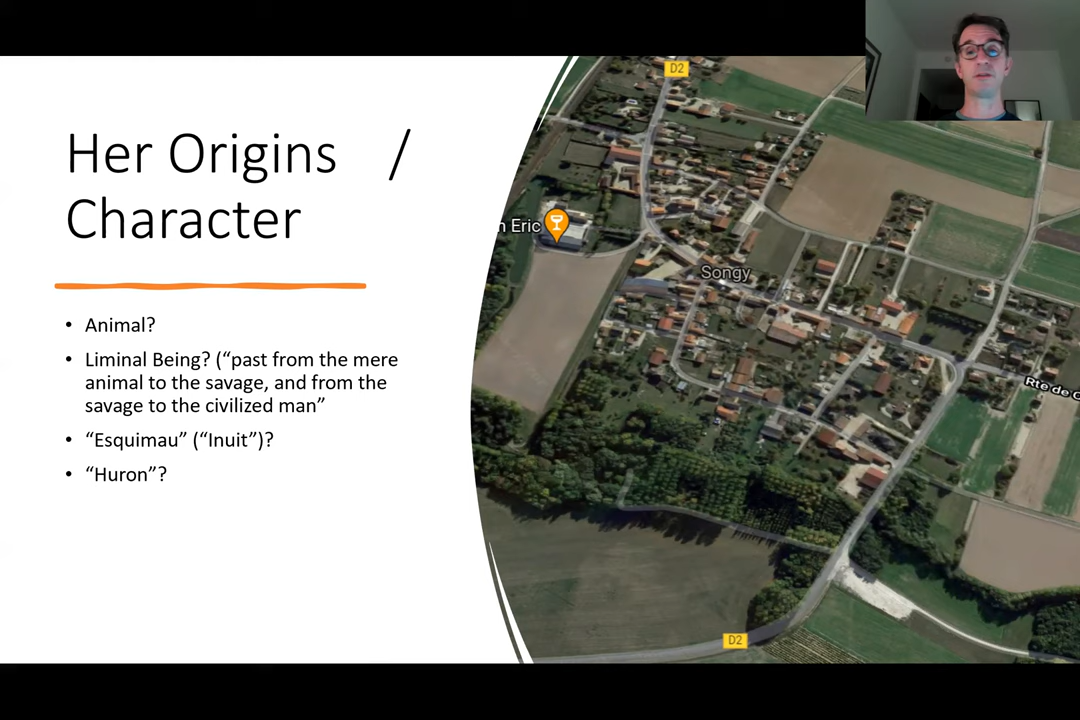 Her Origins /
Character
• Animal?
• Liminal Being? (“past from the mere
animal to the savage, and from the
savage to the civilized man”
• “Esquimau” (“Inuit”)?
• “Huron”?
D2
n Eric
Songy
Rte de C
D2